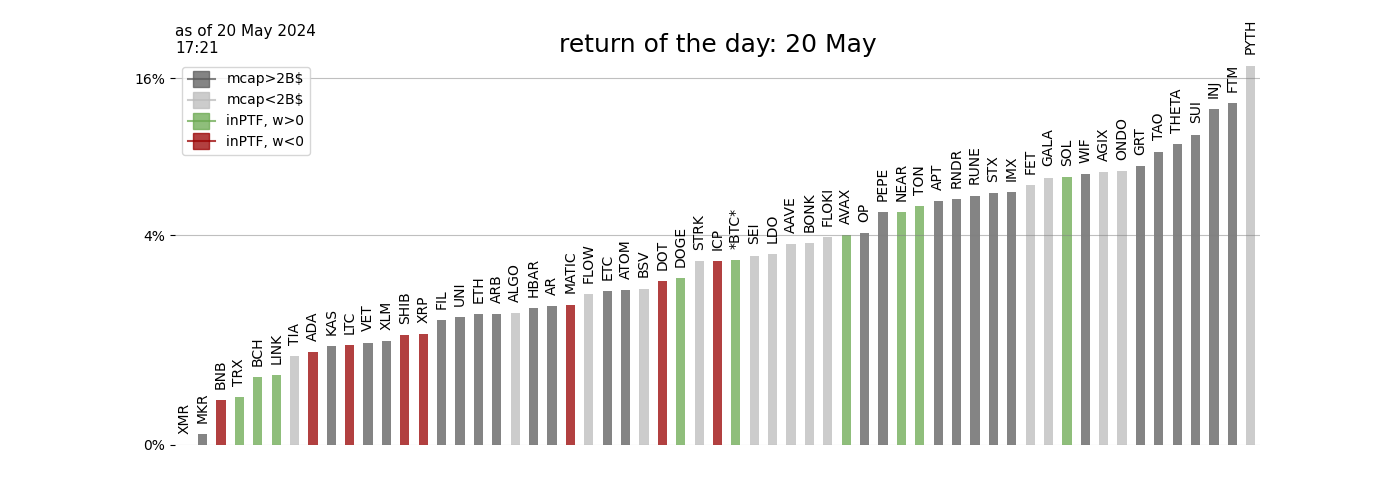 as of 20 May 2024
17:21
return of the day: 20 May
mcap>2B$
mcap<2B$
inPTF, w>0
inPTF, w<0
16%
4%
0%
XMR
MKR
BNB
TRX
BCH
LINK
TIA
ADA
KAS
LTC
VET
XLM
SHIB
XRP
FIL
UNI
ETH
ARB
ALGO
HBAR
AR
MATIC
FLOW
ETC
ATOM
BSV
DOT
DOGE
STRK
ICP
*BTC*
SEI
LDO
AAVE
BONK
FLOKI
AVAX
OP
PEPE
NEAR
TON
APT
RNDR
RUNE
STX
IMX
FET
GALA
SOL
WIF
AGIX
ONDO
GRT
TAO
THETA
SUI
INJ
FTM
PYTH